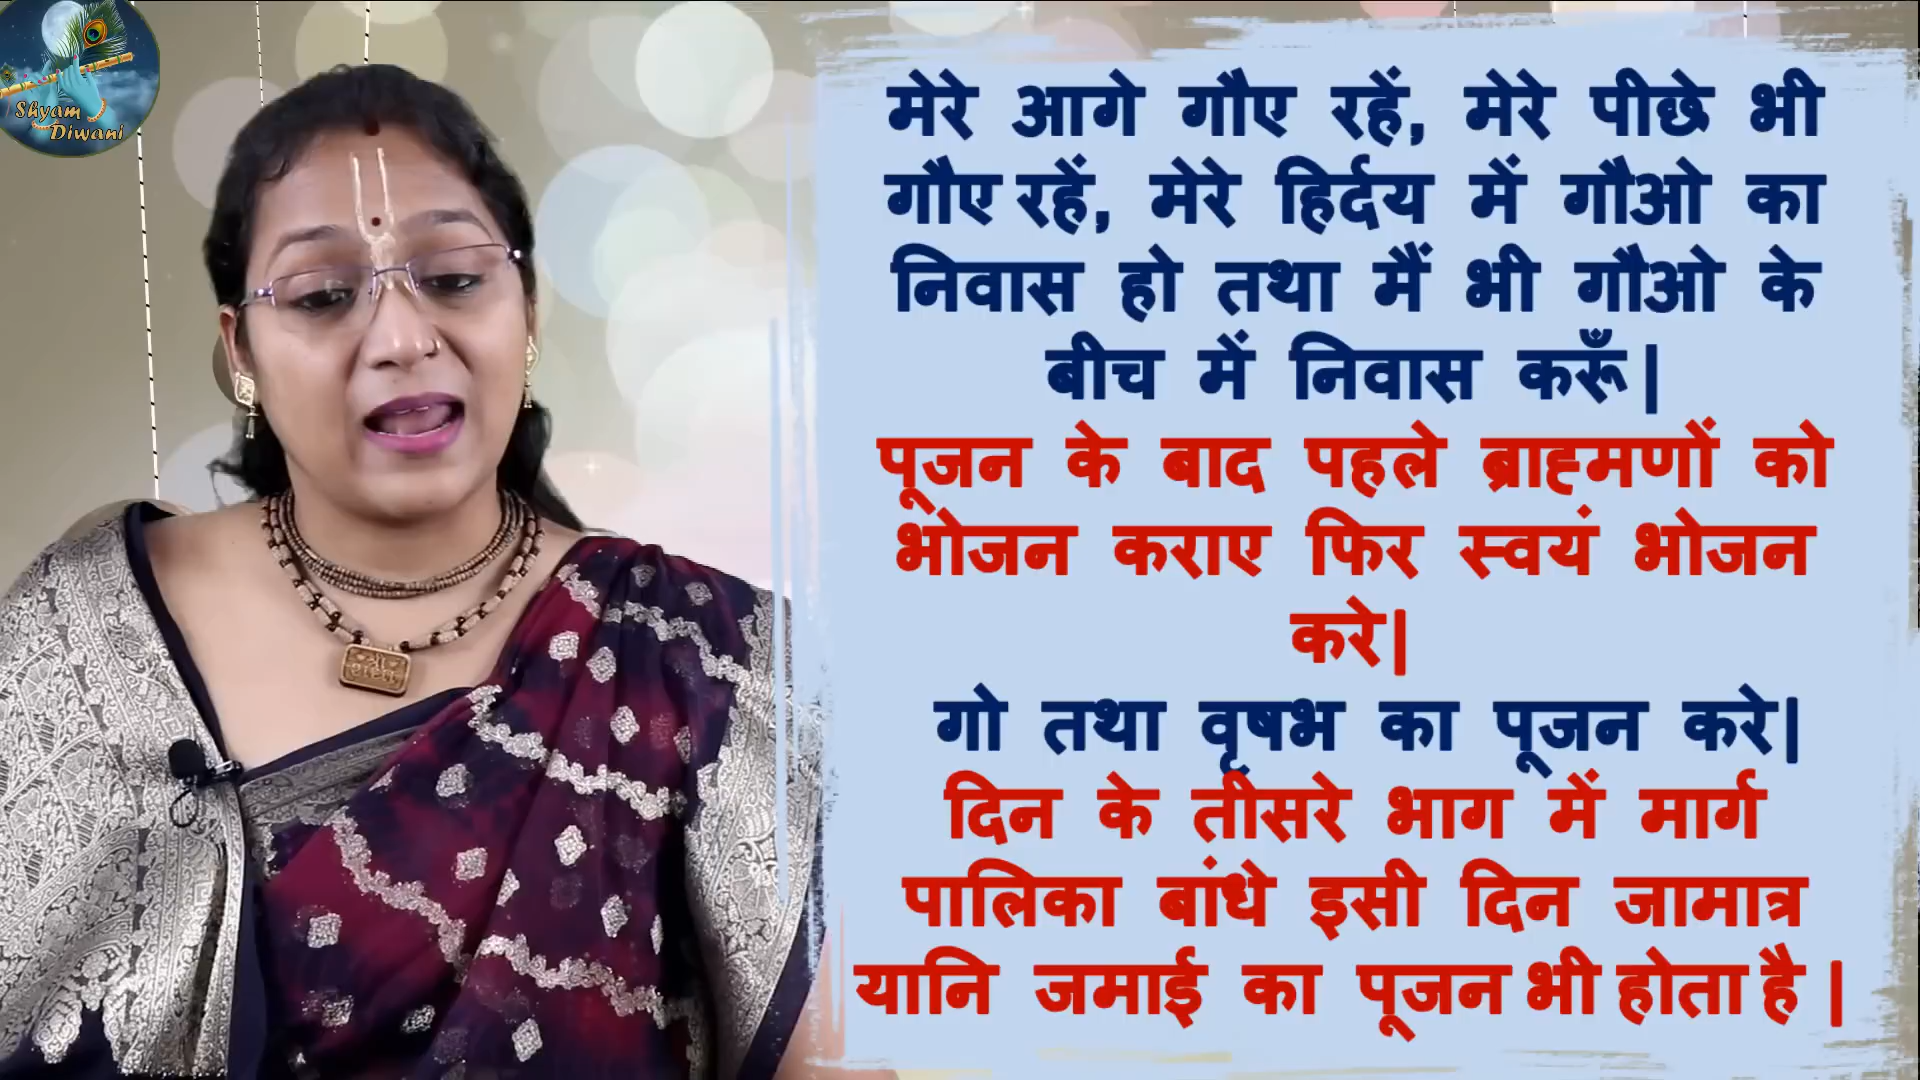 Shyam
Diwani
मेरे आगे गौए रहें, मेरे पीछे भी
गौए रहें, मेरे हिर्दय में गौओ का
निवास हो तथा मैं भी गौओ के
बीच में निवास करूँ|
पूजन के बाद पहले ब्राह्मणों को
भोजन कराए फिर स्वयं भोजन
करे|
गो तथा वृषभ का पूजन करे|
दिन के तीसरे भाग में मार्ग
पालिका बांधे इसी दिन जामात्र
यानि जमाई का पूजन भी होता है |